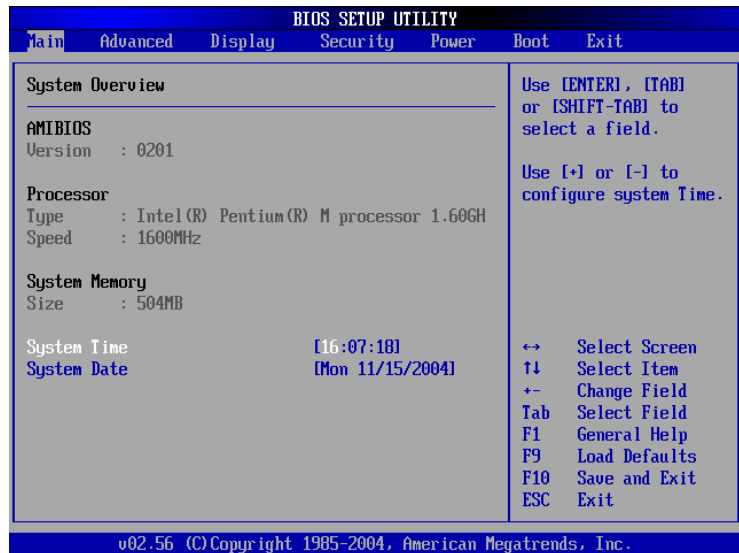 BIOS SETUP UTILITY
Main Advanced Display Security Power Boot Exit
System Overview
AMIBIOS
Version : 0201
Processor
Type : Intel(R) Pentium(R) M processor 1.60GH
Speed : 1600MHz
System Memory
Size : 504MB
System Time [16:07:18]
System Date [Mon 11/15/2004]
Use [ENTER], [TAB]
or [SHIFT-TAB] to
select a field.
Use [+] or [-] to
configure system Time.
↔ Select Screen
↑↓ Select Item
+- Change Field
Tab Select Field
F1 General Help
F9 Load Defaults
F10 Save and Exit
ESC Exit
v02.56 (C)Copyright 1985-2004, American Megatrends, Inc.